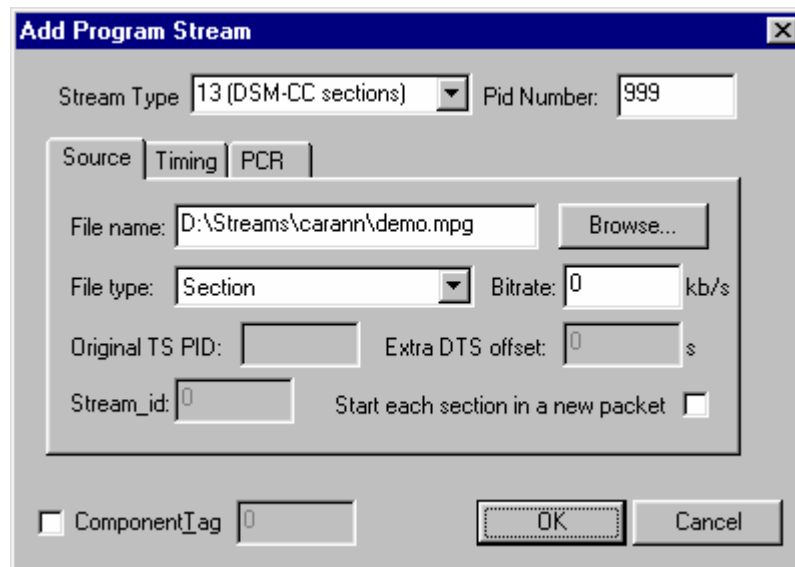 Add Program Stream
Stream Type 13 (DSM-CC sections) Pid Number: 999
Source Timing PCR
File name: D:\Streams\carann\demo.mpg Browse...
File type: Section Bitrate: 0 kb/s
Original TS PID: Extra DTS offset: 0 s
Stream_id: 0 Start each section in a new packet
ComponentTag 0 OK Cancel